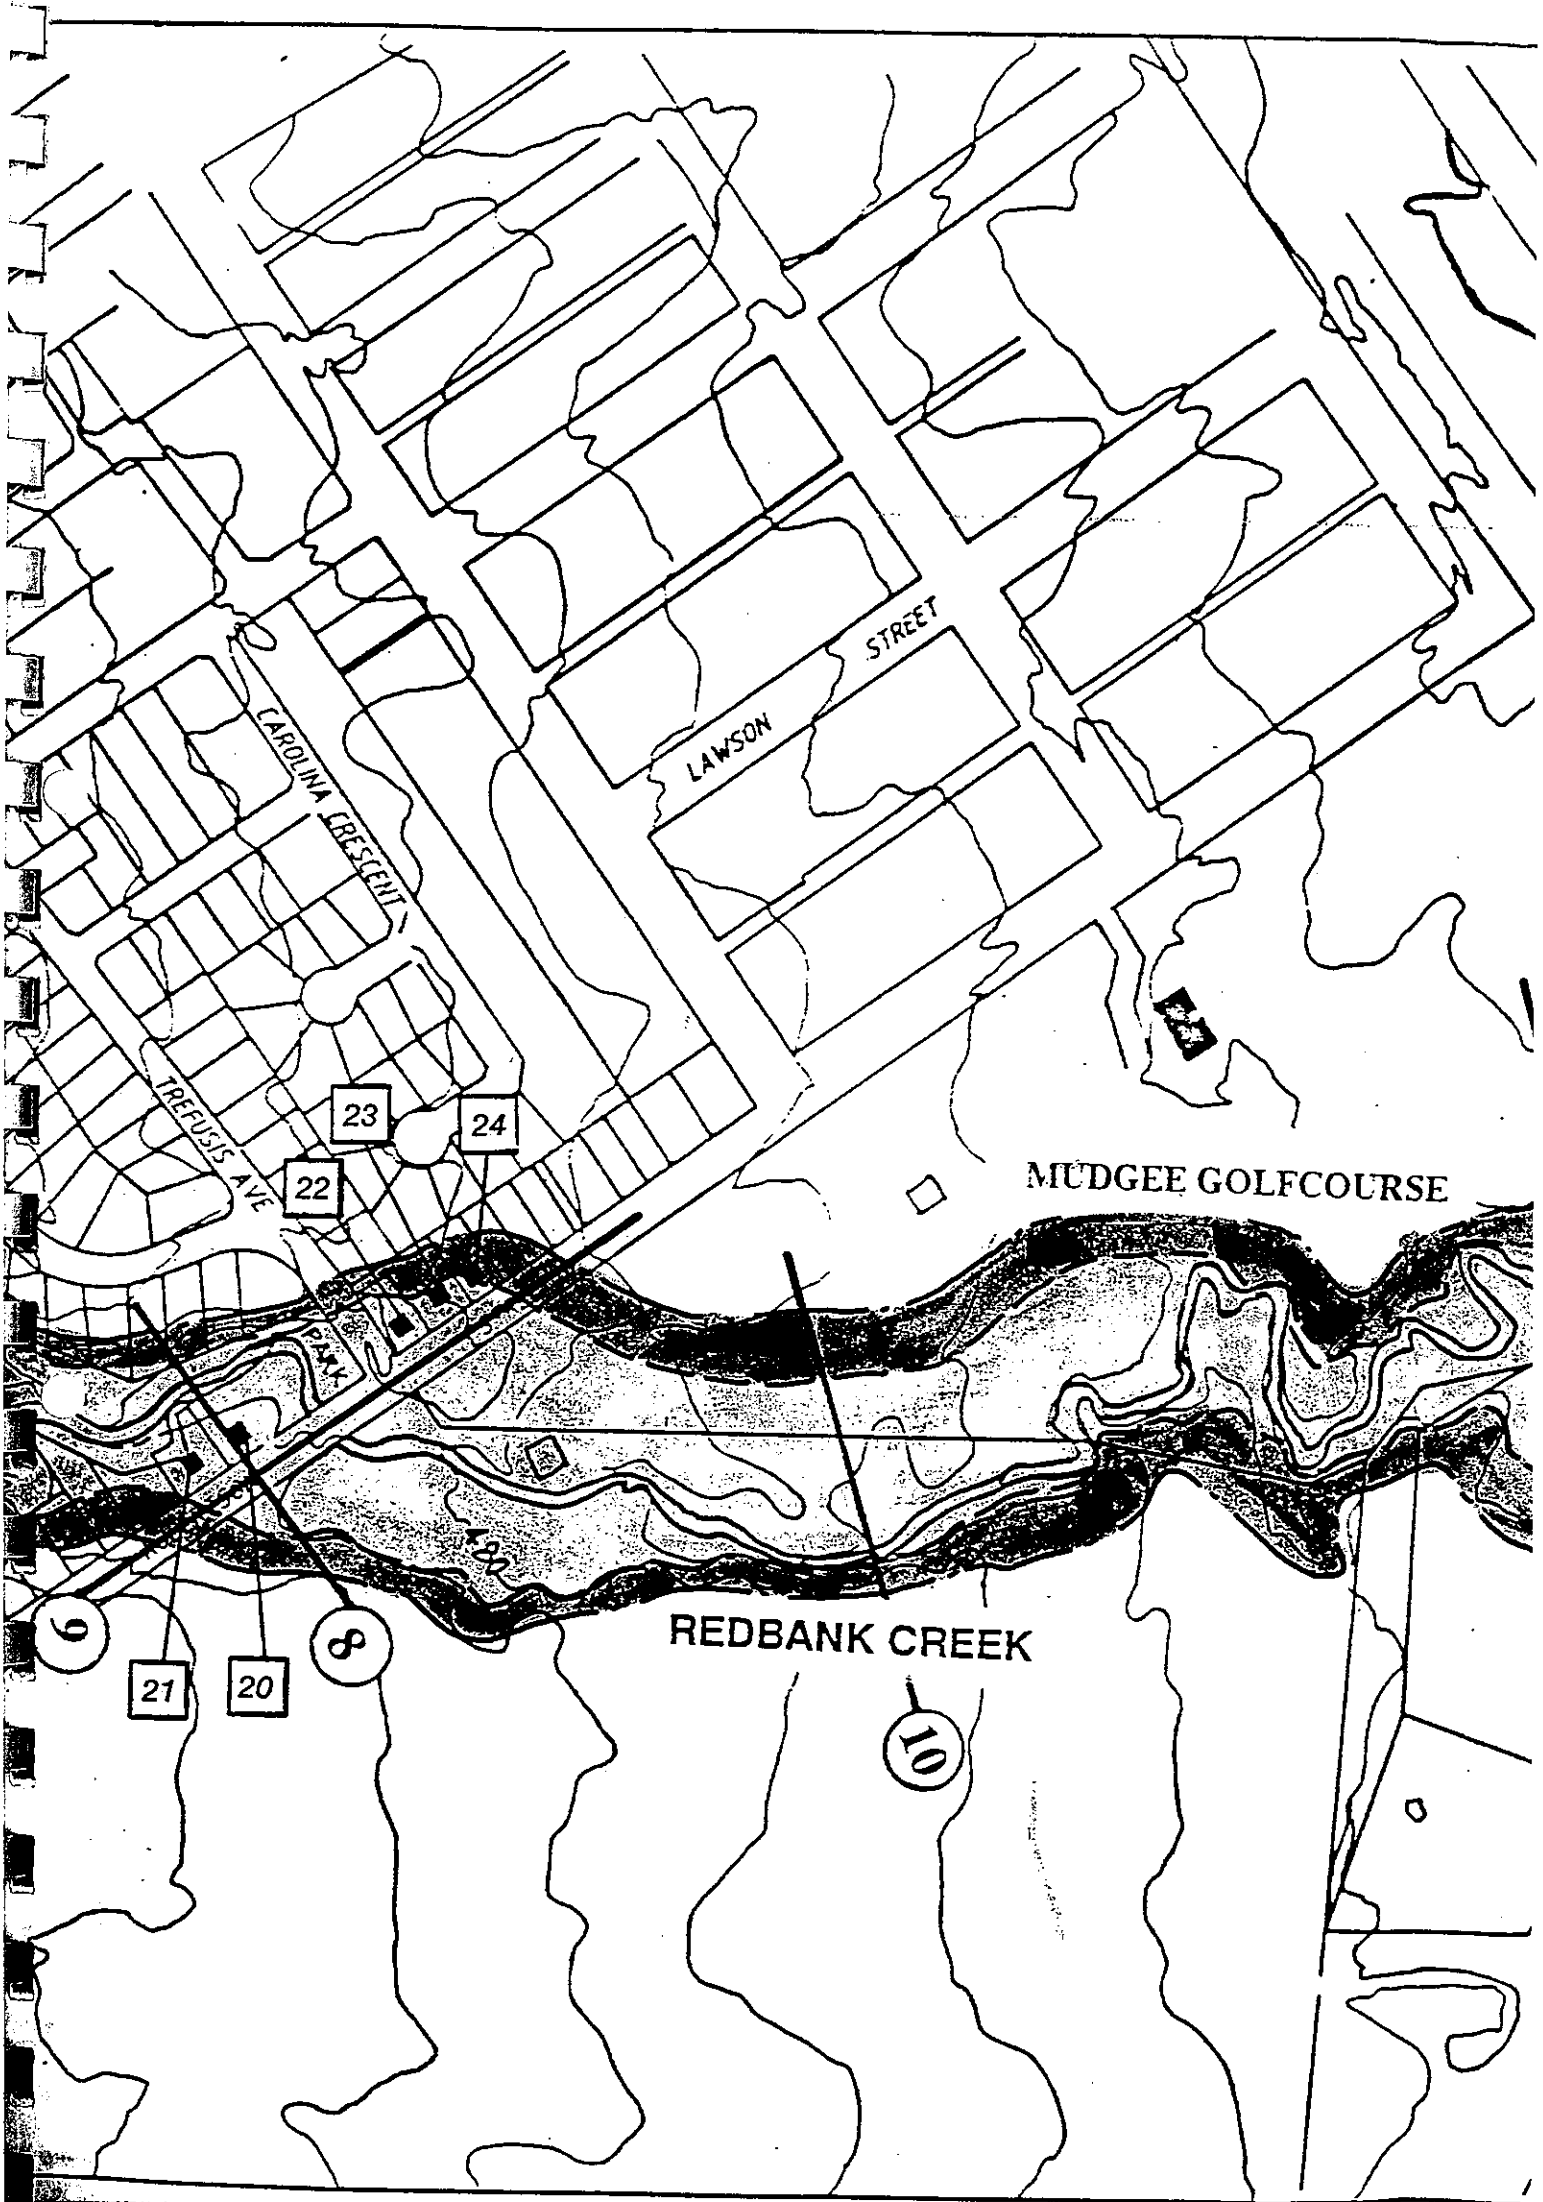 STREET
LAWSON
CAROLINA CRESCENT
TREFUSIS AVE
23
24
22
MUDGEE GOLFCOURSE
PARK
480
9
8
REDBANK CREEK
21
20
10